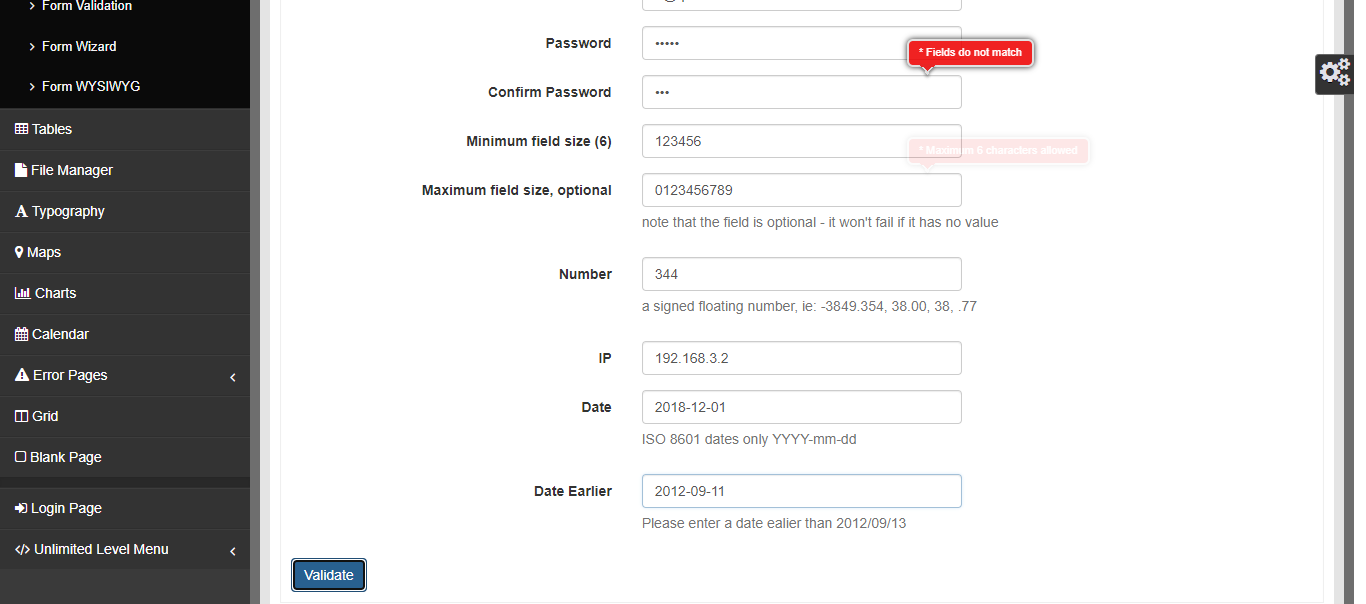 Form Validation
Form Wizard
Form WYSIWYG
Tables
File Manager
Typography
Maps
Charts
Calendar
Error Pages
Grid
Blank Page
Login Page
Unlimited Level Menu
Password •••••
* Fields do not match
Confirm Password •••
Minimum field size (6) 123456
* Maximum 6 characters allowed
Maximum field size, optional 0123456789
note that the field is optional - it won't fail if it has no value
Number 344
a signed floating number, ie: -3849.354, 38.00, 38, .77
IP 192.168.3.2
Date 2018-12-01
ISO 8601 dates only YYYY-mm-dd
Date Earlier 2012-09-11
Please enter a date ealier than 2012/09/13
Validate